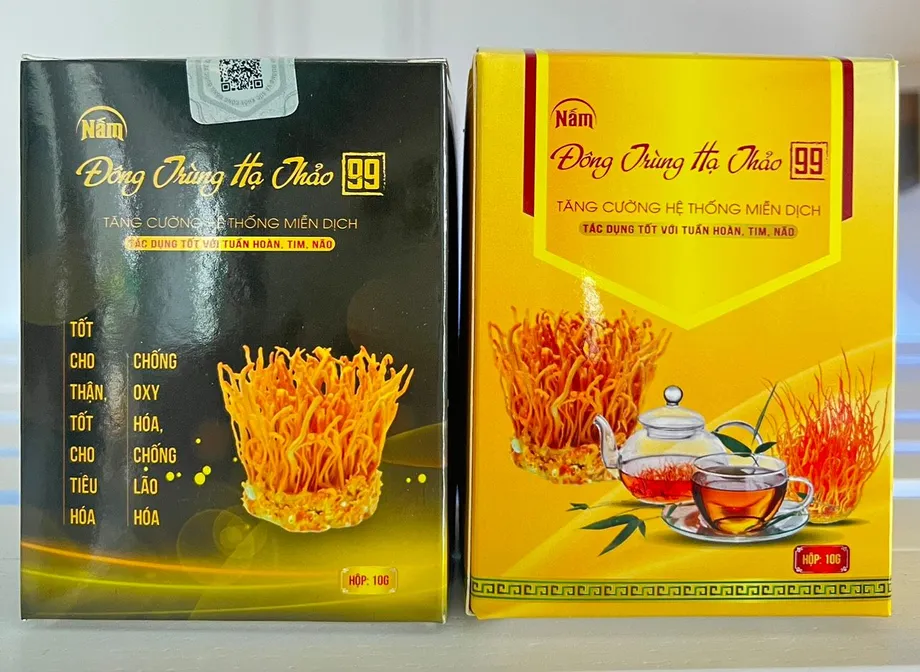 Nấm
Đông Trùng Hạ Thảo 99
TĂNG CƯỜNG HỆ THỐNG MIỄN DỊCH
TÁC DỤNG TỐT VỚI TUẦN HOÀN, TIM, NÃO
TỐT
CHO
THẬN,
TỐT
CHO
TIÊU
HÓA
CHỐNG
OXY
HÓA,
CHỐNG
LÃO
HÓA
HỘP: 10G
Nấm
Đông Trùng Hạ Thảo 99
TĂNG CƯỜNG HỆ THỐNG MIỄN DỊCH
TÁC DỤNG TỐT VỚI TUẦN HOÀN, TIM, NÃO
HỘP: 10G